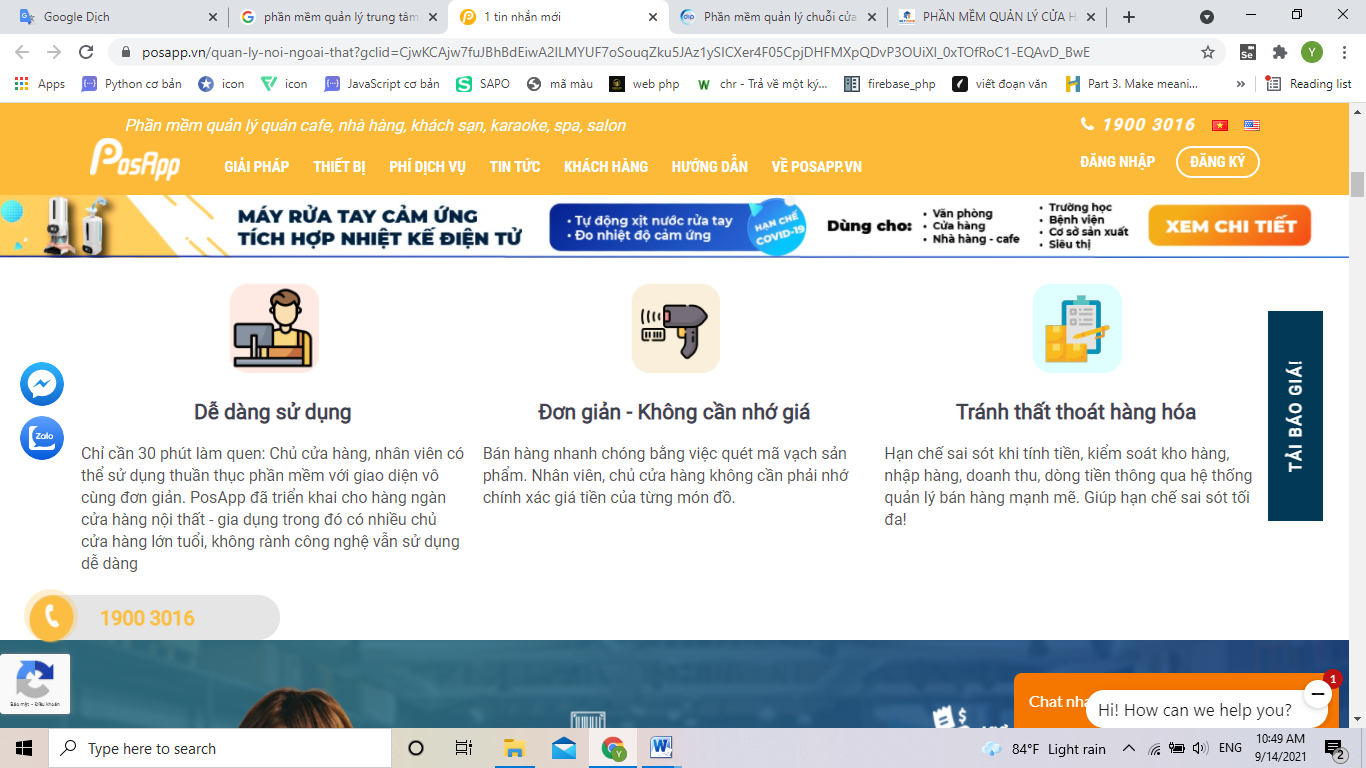 Google Dịch
phần mềm quản lý trung tâm
1 tin nhắn mới
Phần mềm quản lý chuỗi cửa
PHẦN MỀM QUẢN LÝ CỬA H
posapp.vn/quan-ly-noi-ngoai-that?gclid=CjwKCAjw7fuJBhBdEiwA2ILMYUF7oSouqZku5JAz1ySICXer4F05CpjDHFMXpQDvP3OUiXI_0xTOfRoC1-EQAvD_BwE
Se
Y
Apps
Python cơ bản
icon
icon
JavaScript cơ bản
SAPO
mã màu
web php
chr - Trả về một ký...
firebase_php
viết đoạn văn
Part 3. Make meani...
Reading list
Phần mềm quản lý quán cafe, nhà hàng, khách sạn, karaoke, spa, salon
1900 3016
PosApp
GIẢI PHÁP
THIẾT BỊ
PHÍ DỊCH VỤ
TIN TỨC
KHÁCH HÀNG
HƯỚNG DẪN
VỀ POSAPP.VN
ĐĂNG NHẬP
ĐĂNG KÝ
MÁY RỬA TAY CẢM ỨNG
TÍCH HỢP NHIỆT KẾ ĐIỆN TỬ
• Tự động xịt nước rửa tay
• Đo nhiệt độ cảm ứng
HẠN CHẾ
COVID-19
Dùng cho:
• Văn phòng
• Cửa hàng
• Nhà hàng - cafe
• Trường học
• Bệnh viện
• Cơ sở sản xuất
• Siêu thị
XEM CHI TIẾT
Dễ dàng sử dụng
Chỉ cần 30 phút làm quen: Chủ cửa hàng, nhân viên có
thể sử dụng thuần thục phần mềm với giao diện vô
cùng đơn giản. PosApp đã triển khai cho hàng ngàn
cửa hàng nội thất - gia dụng trong đó có nhiều chủ
cửa hàng lớn tuổi, không rành công nghệ vẫn sử dụng
dễ dàng
Đơn giản - Không cần nhớ giá
Bán hàng nhanh chóng bằng việc quét mã vạch sản
phẩm. Nhân viên, chủ cửa hàng không cần phải nhớ
chính xác giá tiền của từng món đồ.
Tránh thất thoát hàng hóa
Hạn chế sai sót khi tính tiền, kiểm soát kho hàng,
nhập hàng, doanh thu, dòng tiền thông qua hệ thống
quản lý bán hàng mạnh mẽ. Giúp hạn chế sai sót tối
đa!
TẢI BÁO GIÁ!
Zalo
1900 3016
Bảo mật - Điều khoản
Chat nha
1
Hi! How can we help you?
Type here to search
84°F Light rain
ENG
10:49 AM
9/14/2021
2